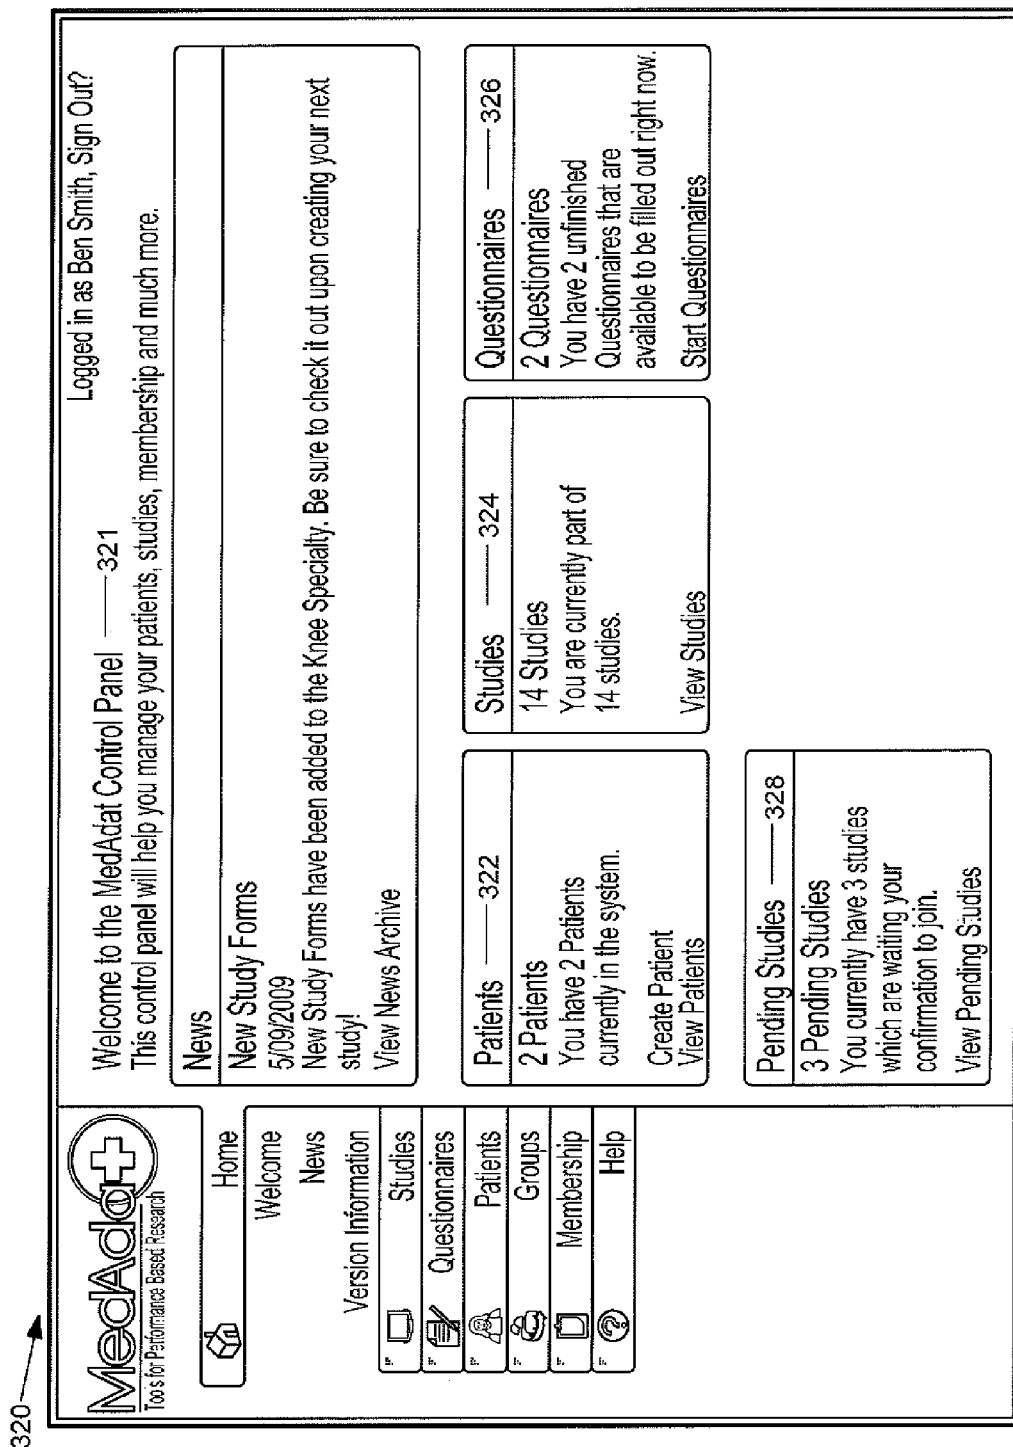 320
MedAdat
Too's for Performance Based Research
Home
Welcome
News
Version Information
Studies
Questionnaires
Patients
Groups
Membership
Help
Logged in as Ben Smith, Sign Out?
Welcome to the MedAdat Control Panel 321
This control panel will help you manage your patients, studies, membership and much more.
News
New Study Forms
5/09/2009
New Study Forms have been added to the Knee Specialty. Be sure to check it out upon creating your next
study!
View News Archive
Patients 322
2 Patients
You have 2 Patients
currently in the system.
Create Patient
View Patients
Studies 324
14 Studies
You are currently part of
14 studies.
View Studies
Questionnaires 326
2 Questionnaires
You have 2 unfinished
Questionnaires that are
available to be filled out right now.
Start Questionnaires
Pending Studies 328
3 Pending Studies
You currently have 3 studies
which are waiting your
confirmation to join.
View Pending Studies